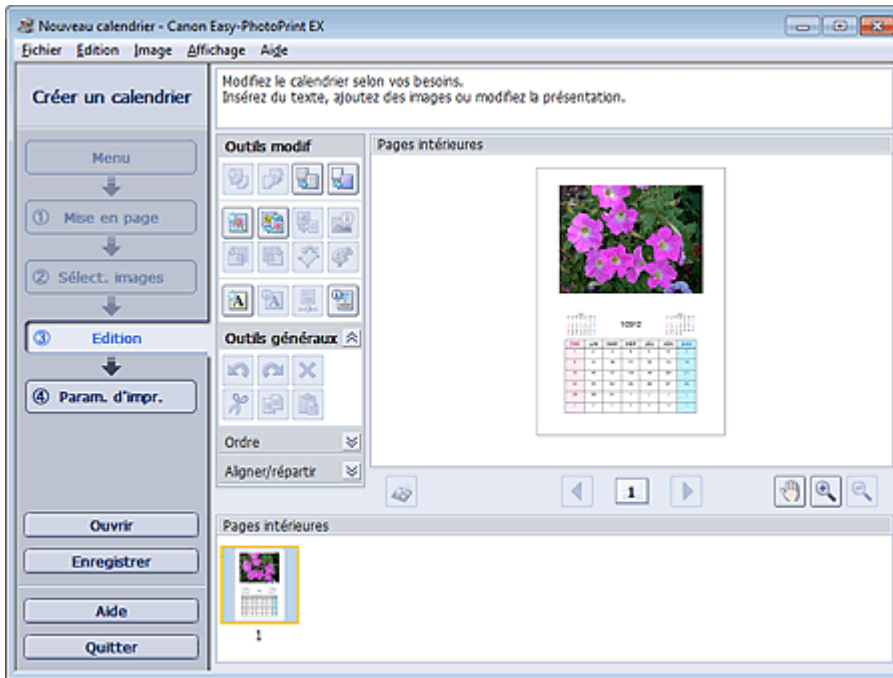 Nouveau calendrier - Canon Easy-PhotoPrint EX
Fichier Edition Image Affichage Aide
Créer un calendrier
Modifiez le calendrier selon vos besoins.
Insérez du texte, ajoutez des images ou modifiez la présentation.
Menu
① Mise en page
② Sélect. images
③ Edition
④ Param. d'impr.
Ouvrir
Enregistrer
Aide
Quitter
Outils modif
A
Outils généraux
Ordre
Aligner/répartir
Pages intérieures
1
Pages intérieures
1